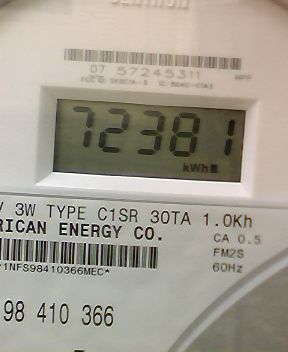 07 57245311
72381
kWh
3W TYPE C1SR 30TA 1.0Kh
RICAN ENERGY CO.
CA 0.5
FM2S
60Hz
1NFS98410366MEC*
98 410 366